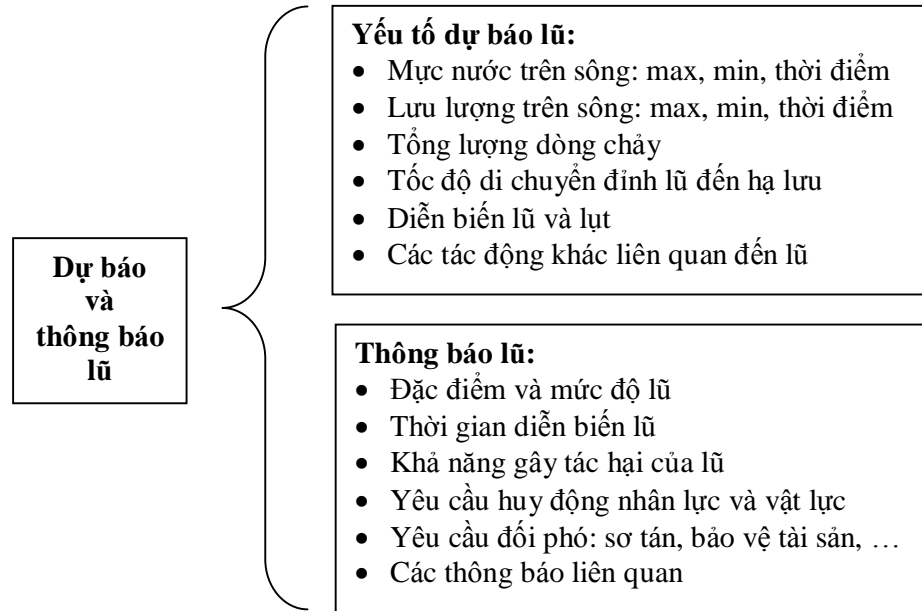 Dự báo
và
thông báo
lũ
Yếu tố dự báo lũ:
• Mực nước trên sông: max, min, thời điểm
• Lưu lượng trên sông: max, min, thời điểm
• Tổng lượng dòng chảy
• Tốc độ di chuyển đỉnh lũ đến hạ lưu
• Diễn biến lũ và lụt
• Các tác động khác liên quan đến lũ
Thông báo lũ:
• Đặc điểm và mức độ lũ
• Thời gian diễn biến lũ
• Khả năng gây tác hại của lũ
• Yêu cầu huy động nhân lực và vật lực
• Yêu cầu đối phó: sơ tán, bảo vệ tài sản, …
• Các thông báo liên quan